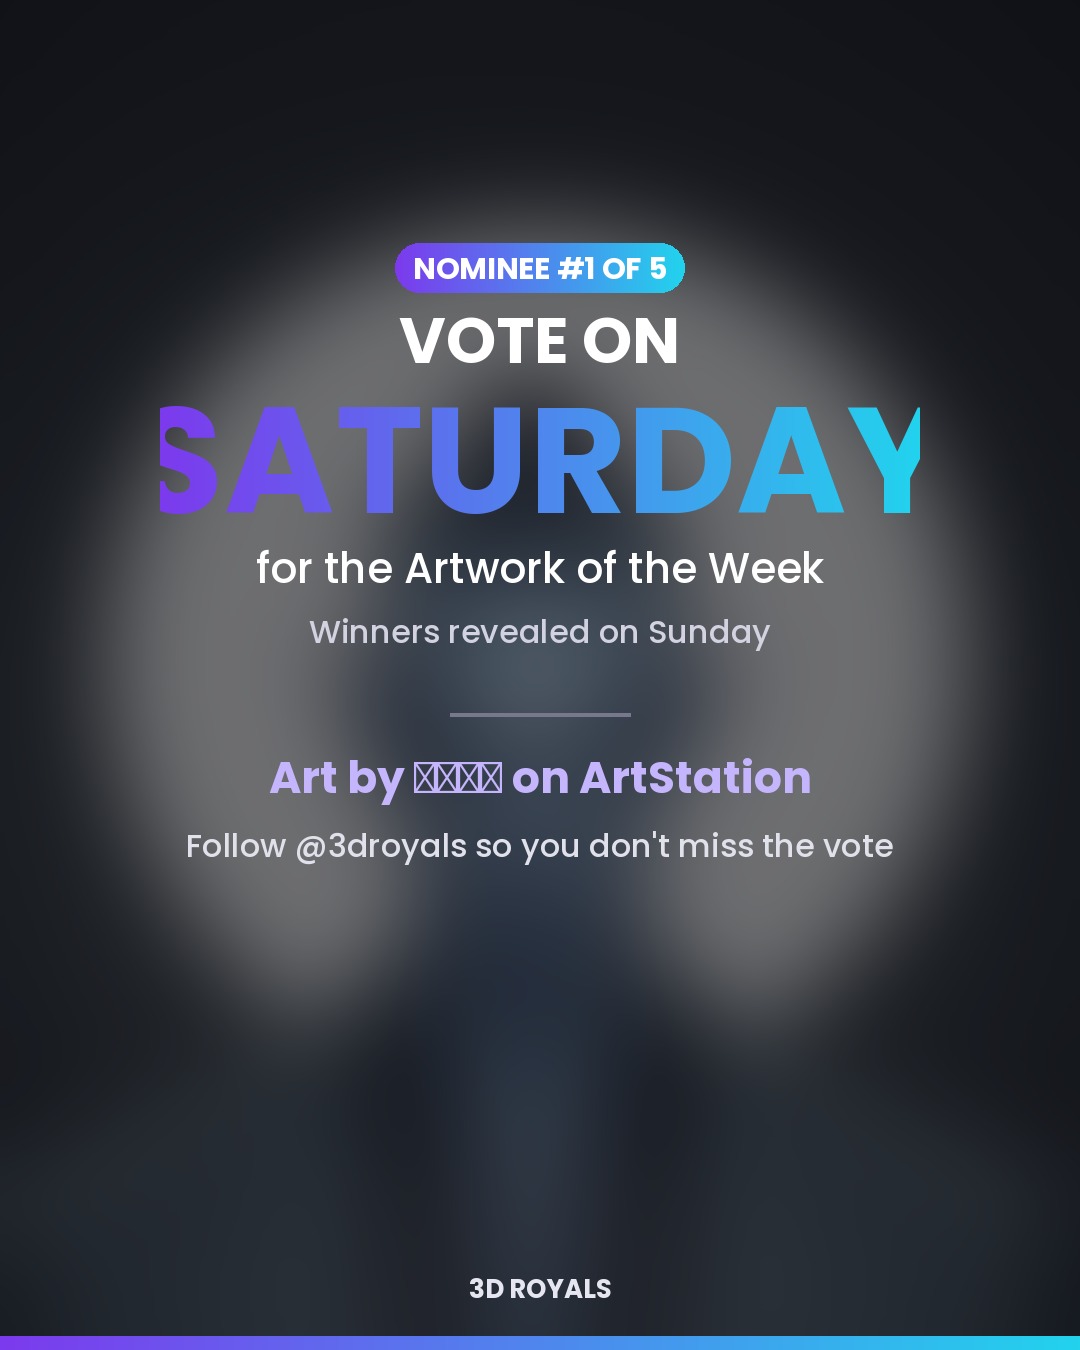 NOMINEE #1 OF 5
VOTE ON
SATURDAY
for the Artwork of the Week
Winners revealed on Sunday
Art by on ArtStation
Follow @3droyals so you don't miss the vote
3D ROYALS